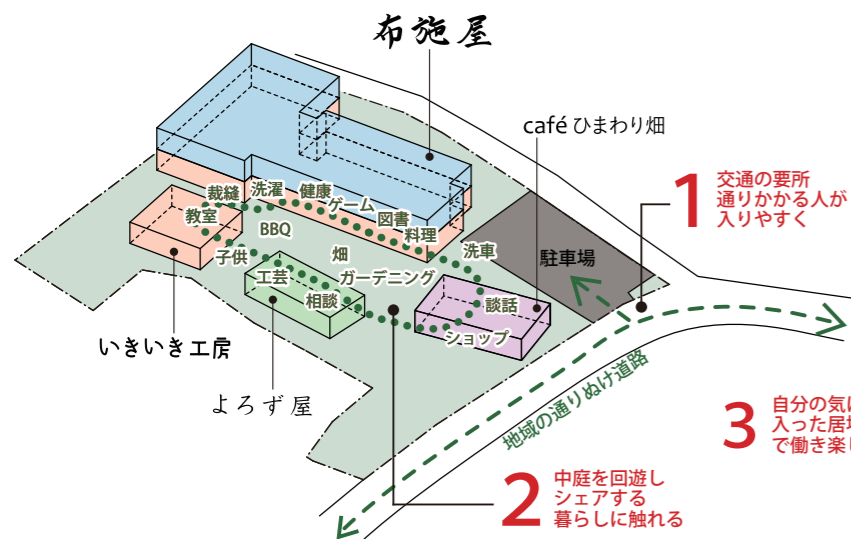 布施屋
café ひまわり畑
1
交通の要所
通りかかる人が
入りやすく
裁縫
洗濯
健康
ゲーム
図書
料理
洗車
駐車場
教室
BBQ
畑
子供
工芸
ガーデニング
相談
談話
ショップ
いきいき工房
よろず屋
地域の通りぬけ道路
3
自分の気に
入った居場
で働き楽し
2
中庭を回遊し
シェアする
暮らしに触れる